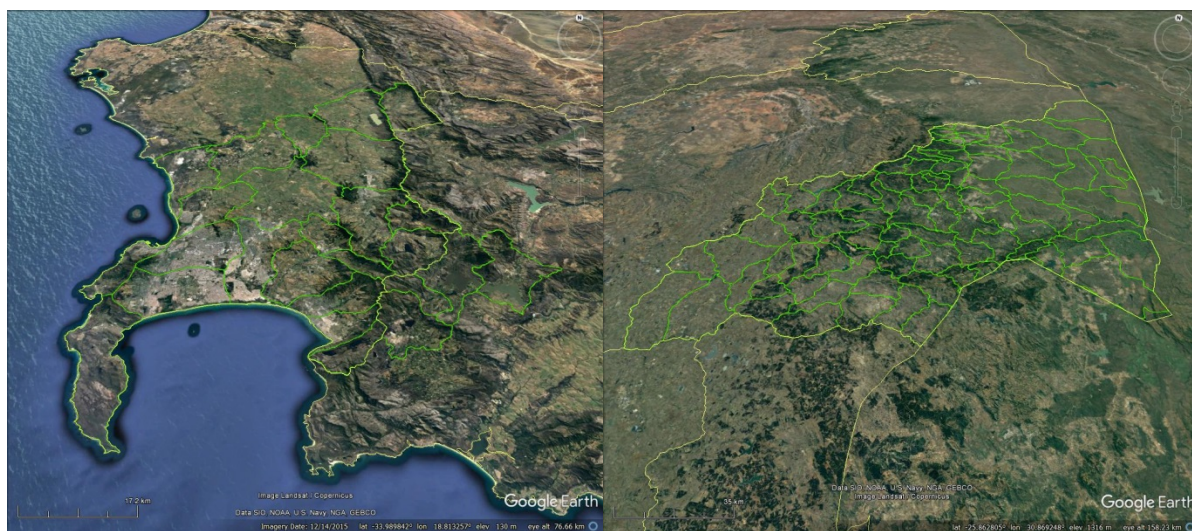 N
17.2 km
Image Landsat / Copernicus
Data SIO, NOAA, U.S. Navy, NGA, GEBCO
Google Earth
Imagery Date: 12/14/2015 lat -33.989842° lon 18.813257° elev 130 m eye alt 76.66 km
N
35 km
Data SIO, NOAA, U.S. Navy, NGA, GEBCO
Image Landsat / Copernicus
Google Earth
lat -25.862805° lon 30.869248° elev 1316 m eye alt 158.23 km